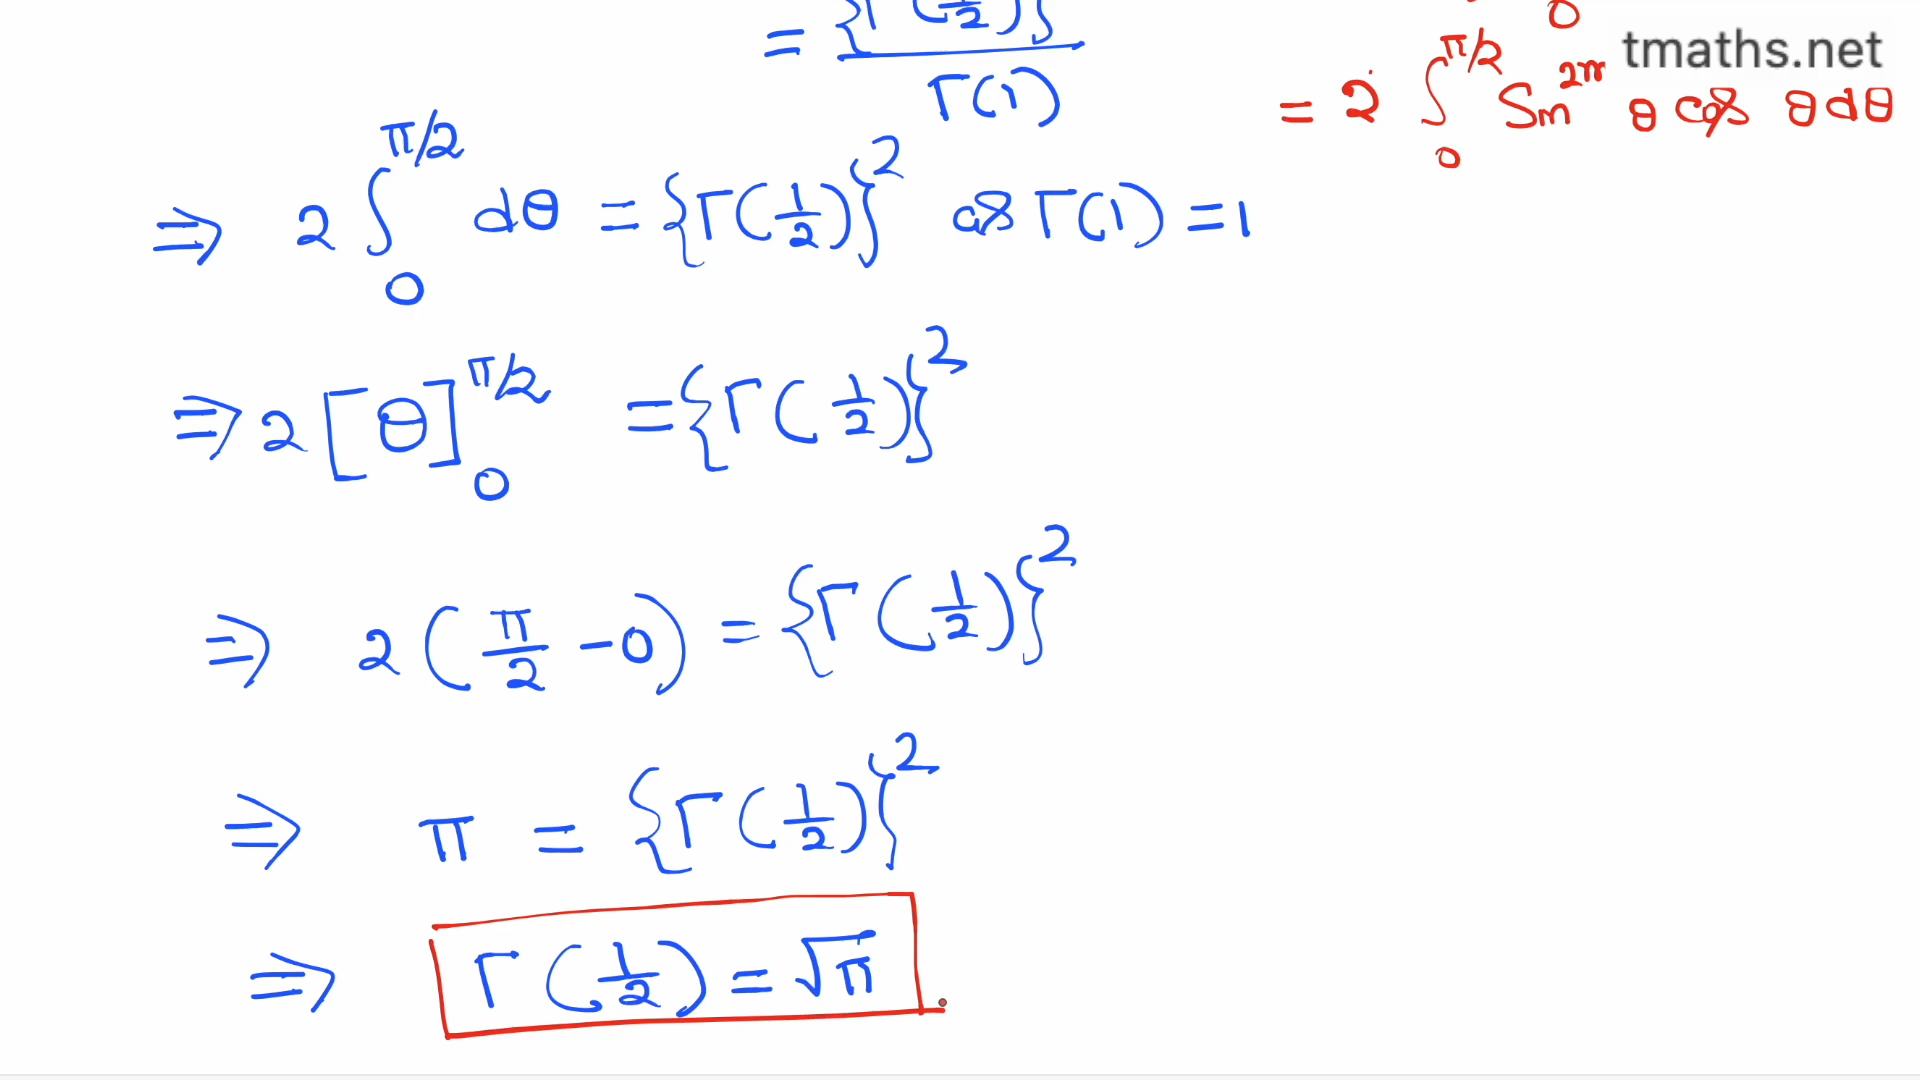 = {Γ(1/2)} / Γ(1)
0
tmaths.net
= 2 ∫₀^π/2 Sin^2m θ cos θ dθ
⇒ 2 ∫₀^π/2 dθ = {Γ(1/2)}² as Γ(1) = 1
⇒ 2 [θ]₀^π/2 = {Γ(1/2)}²
⇒ 2 (π/2 - 0) = {Γ(1/2)}²
⇒ π = {Γ(1/2)}²
⇒ Γ(1/2) = √π